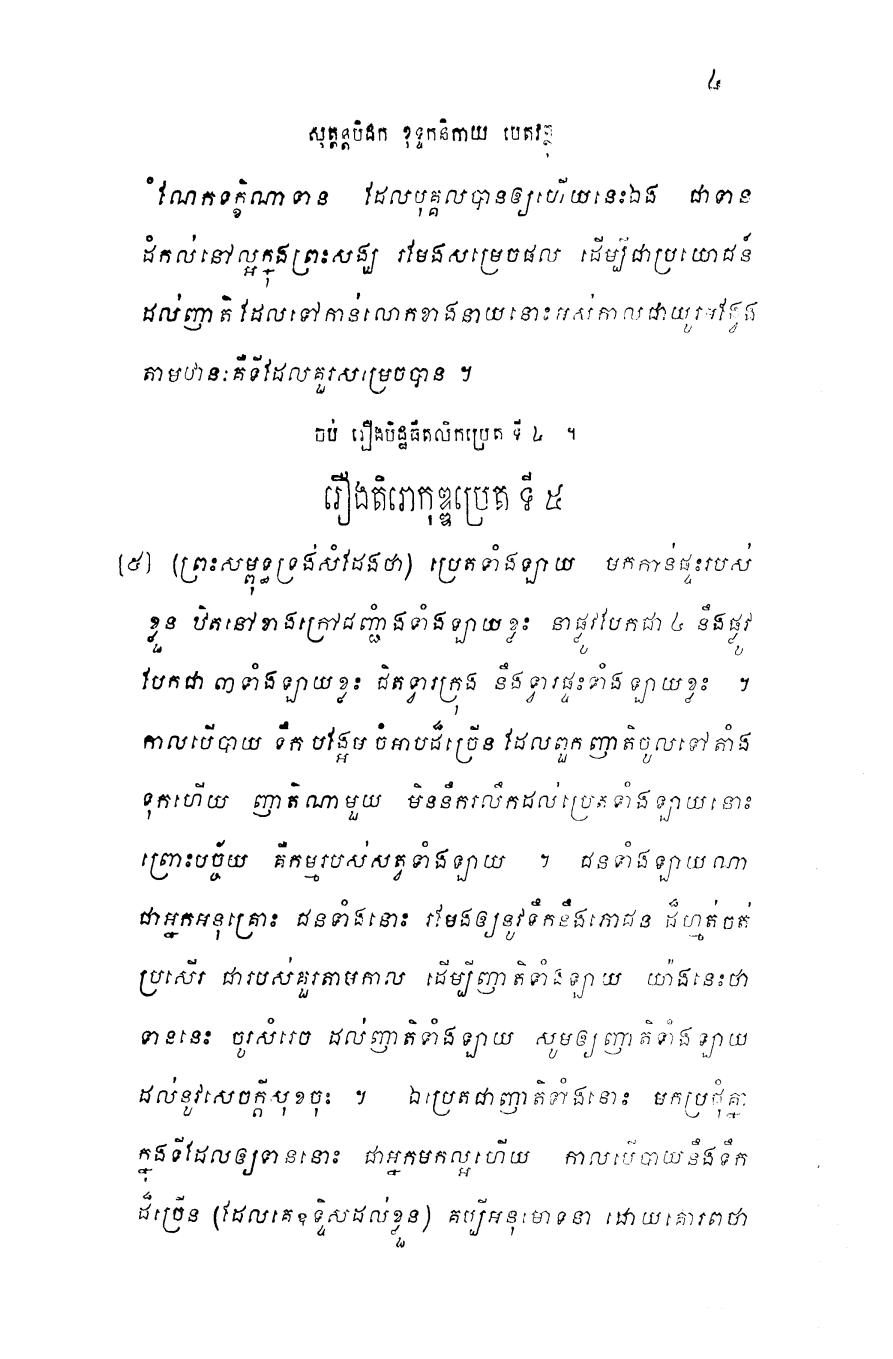 ៤
សុត្តន្តបិដក ខុទ្ទកនិកាយ បេតវត្ថុ
ំណែកទក្ខិណាទាន ដែលបុគ្គលបានឲ្យហើយនេះឯង ជាទាន
ដំកល់នៅល្អក្នុងព្រះសង្ឃ រមែងសម្រេចផល ដើម្បីជាប្រយោជន៍
ដល់ញាតិ ដែលទៅកាន់លោកខាងនាយនោះអស់កាលជាយូរអង្វែង
តាមឋានៈគឺទីដែលគួរសម្រេចបាន ។
ចប់ រឿងបិដ្ឋធីតលិកប្រេត ទី ៤ ។
រឿងតិរោកុឌ្ឌប្រេត ទី ៥
[៥] (ព្រះសម្ពុទ្ធទ្រង់សំដែងថា) ប្រេតទាំងឡាយ មកកាន់ផ្ទះរបស់
ខ្លួន ឋិតនៅខាងក្រៅជញ្ជាំងទាំងឡាយខ្លះ នាផ្លូវបែកជា ៤ នឹងផ្លូវ
បែកជា ៣ ទាំងឡាយខ្លះ ជិតទ្វារក្រុង នឹងទ្វារផ្ទះទាំងឡាយខ្លះ ។
កាលបើបាយ ទឹក បង្អែម ចំអាបដ៏ច្រើន ដែលពួកញាតិចូលទៅតាំង
ទុកហើយ ញាតិណាមួយ មិននឹករលឹកដល់ប្រេតទាំងឡាយនោះ
ព្រោះបច្ច័យ គឺកម្មរបស់សត្វទាំងឡាយ ។ ជនទាំងឡាយណា
ជាអ្នកអនុគ្រោះ ជនទាំងនោះ រមែងឲ្យនូវទឹកនឹងភោជន ដ៏ហ្មត់ចត់
ប្រសើរ ជារបស់គួរតាមកាល ដើម្បីញាតិទាំងឡាយ យ៉ាងនេះថា
ទាននេះ ចូរសំរេច ដល់ញាតិទាំងឡាយ សូមឲ្យញាតិទាំងឡាយ
ដល់នូវសេចក្តីសុខចុះ ។ ឯប្រេតជាញាតិទាំងនោះ មកប្រជុំគ្នា
ក្នុងទីដែលឲ្យទាននោះ ជាអ្នកមកល្អហើយ កាលបើបាយនឹងទឹក
ដ៏ច្រើន (ដែលគេឧទ្ទិសដល់ខ្លួន) គប្បីអនុមោទនា ដោយគោរពថា